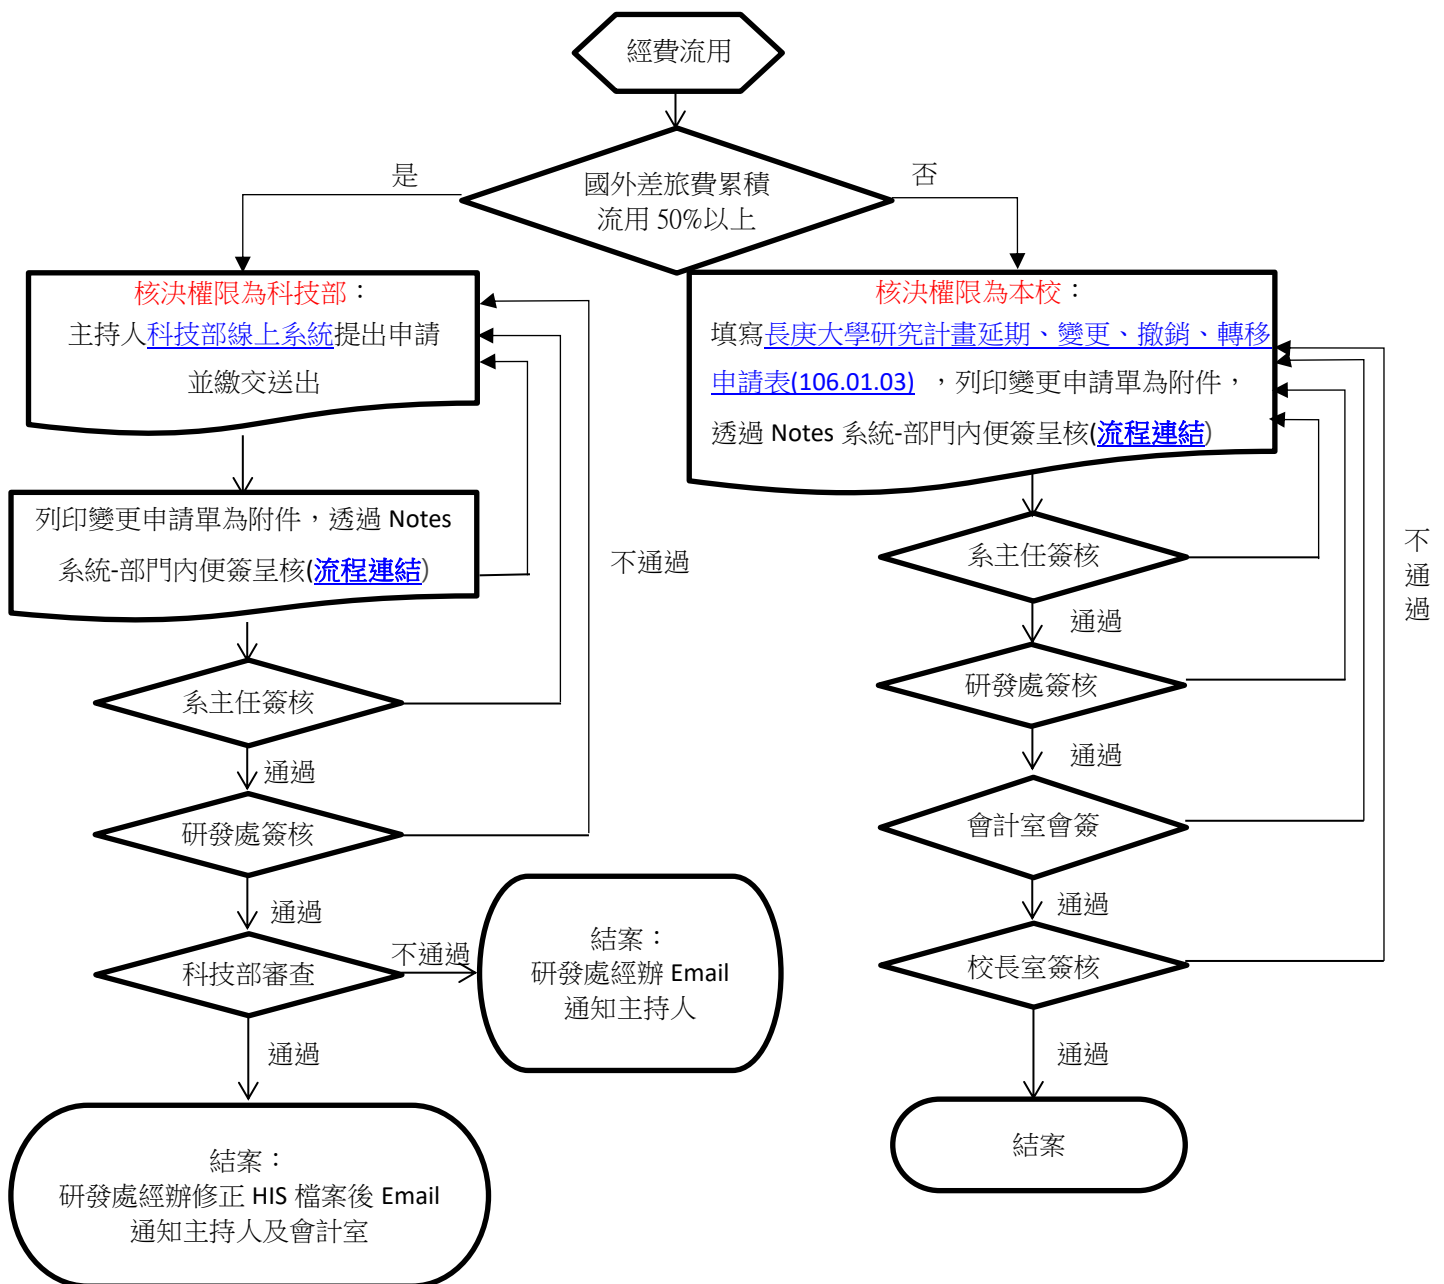 經費流用
國外差旅費累積
流用 50%以上
是
否
核決權限為科技部：
主持人科技部線上系統提出申請
並繳交送出
列印變更申請單為附件，透過 Notes
系統-部門內便簽呈核(流程連結)
不通過
系主任簽核
通過
研發處簽核
通過
科技部審查
不通過
結案：
研發處經辦 Email
通知主持人
通過
結案：
研發處經辦修正 HIS 檔案後 Email
通知主持人及會計室
核決權限為本校：
填寫長庚大學研究計畫延期、變更、撤銷、轉移
申請表(106.01.03) ，列印變更申請單為附件，
透過 Notes 系統-部門內便簽呈核(流程連結)
不
通
過
系主任簽核
通過
研發處簽核
通過
會計室會簽
通過
校長室簽核
通過
結案